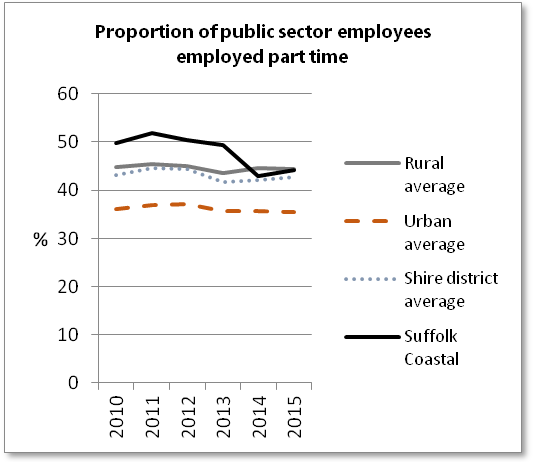 Proportion of public sector employees
employed part time
60
50
40
30
20
10
0
%
2010
2011
2012
2013
2014
2015
Rural
average
Urban
average
Shire district
average
Suffolk
Coastal